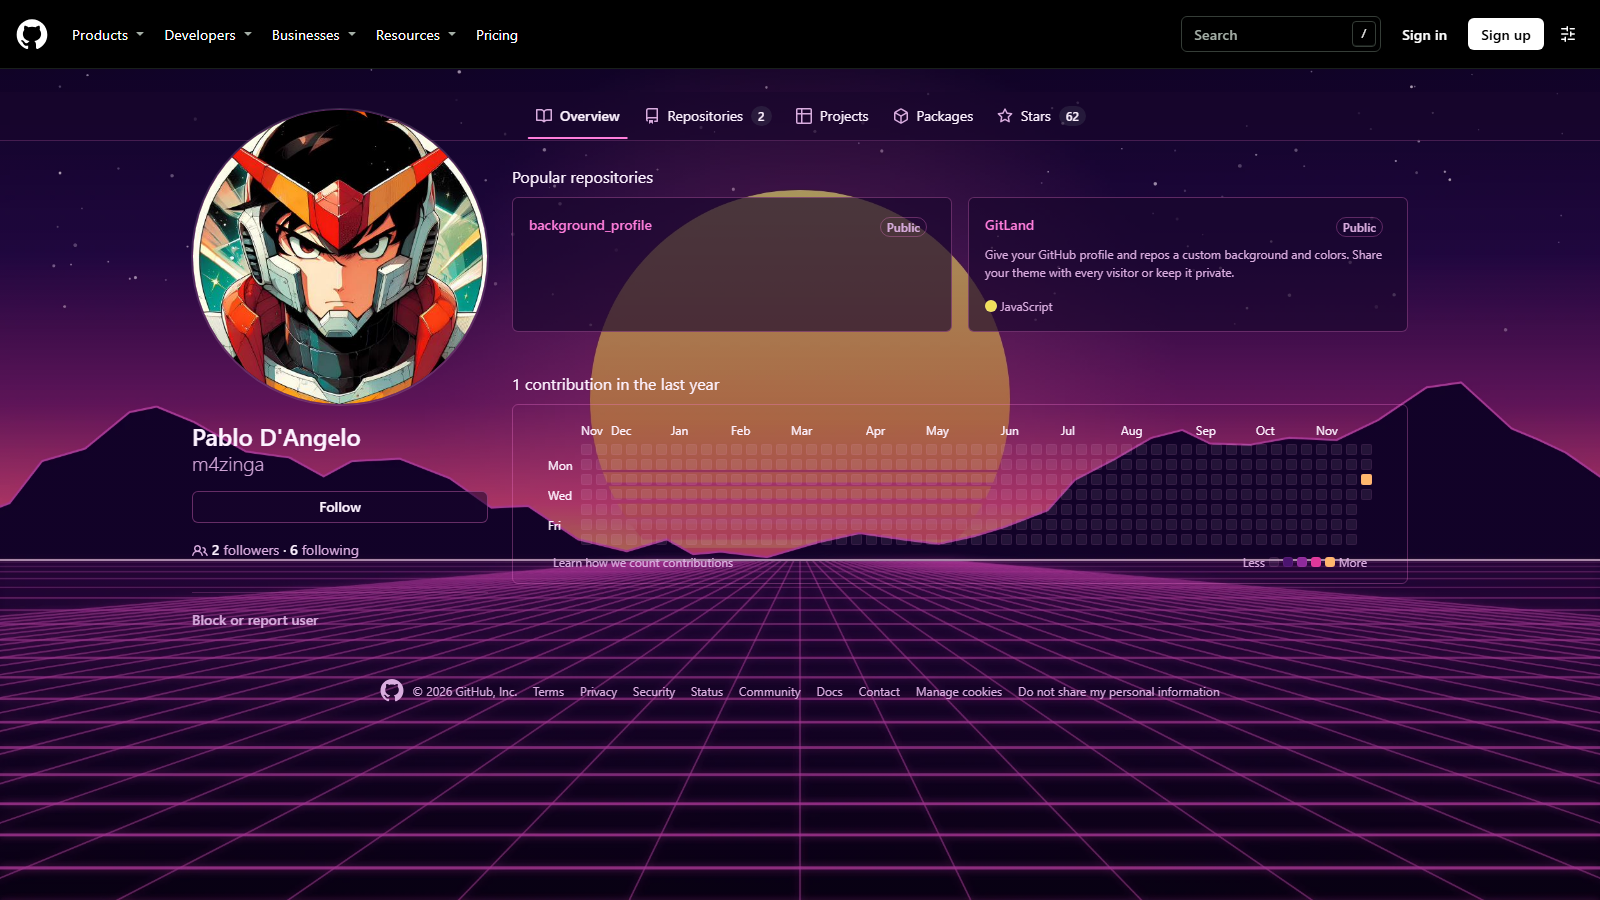 Products Developers Businesses Resources Pricing Search / Sign in Sign up
Overview Repositories 2 Projects Packages Stars 62
Popular repositories
background_profile Public
GitLand Public
Give your GitHub profile and repos a custom background and colors. Share
your theme with every visitor or keep it private.
JavaScript
1 contribution in the last year
Nov Dec Jan Feb Mar Apr May Jun Jul Aug Sep Oct Nov
Mon
Wed
Fri
Learn how we count contributions Less More
Pablo D'Angelo
m4zinga
Follow
2 followers · 6 following
Block or report user
© 2026 GitHub, Inc. Terms Privacy Security Status Community Docs Contact Manage cookies Do not share my personal information